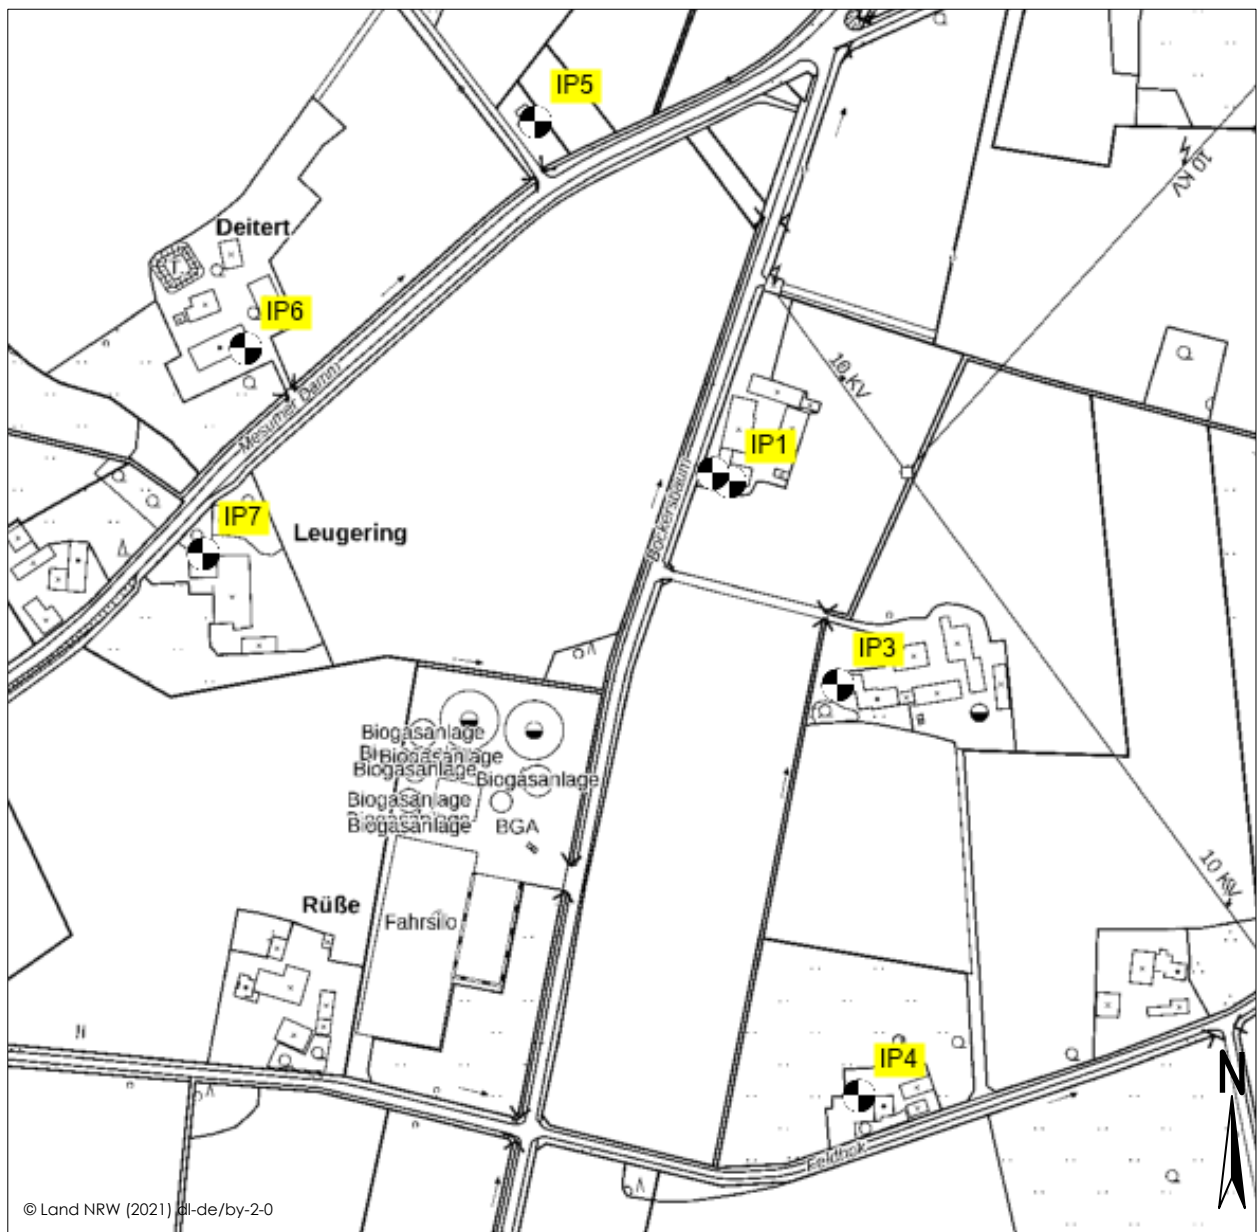 IP5
10 KV
Deitert
IP6
10 KV
Mesumer Damm
IP1
IP7
Leugering
Bockersbaum
IP3
Biogasanlage
Biogasanlage
Biogasanlage
Biogasanlage
Biogasanlage
Biogasanlage
BGA
10 KV
Rüße
Fahrsilo
IP4
N
Feldhok
© Land NRW (2021) dl-de/by-2-0